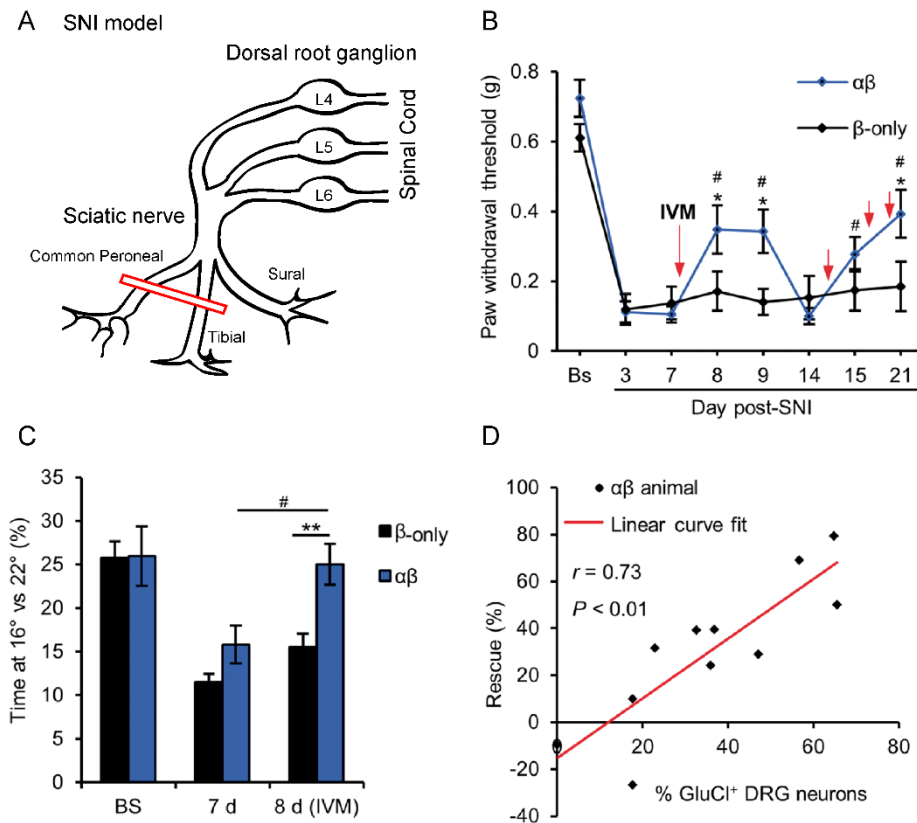 A SNI model
Dorsal root ganglion
L4
L5
L6
Spinal Cord
Sciatic nerve
Common Peroneal
Sural
Tibial
B
αβ
β-only
Paw withdrawal threshold (g)
0.8
0.6
0.4
0.2
0
IVM
#
*
#
*
#
#
*
Bs 3 7 8 9 14 15 21
Day post-SNI
C
Time at 16° vs 22° (%)
35
30
25
20
15
10
5
0
#
**
β-only
αβ
BS 7 d 8 d (IVM)
D
αβ animal
Linear curve fit
r = 0.73
P < 0.01
Rescue (%)
100
80
60
40
20
0
-20
-40
0 20 40 60 80
% GluCl⁺ DRG neurons